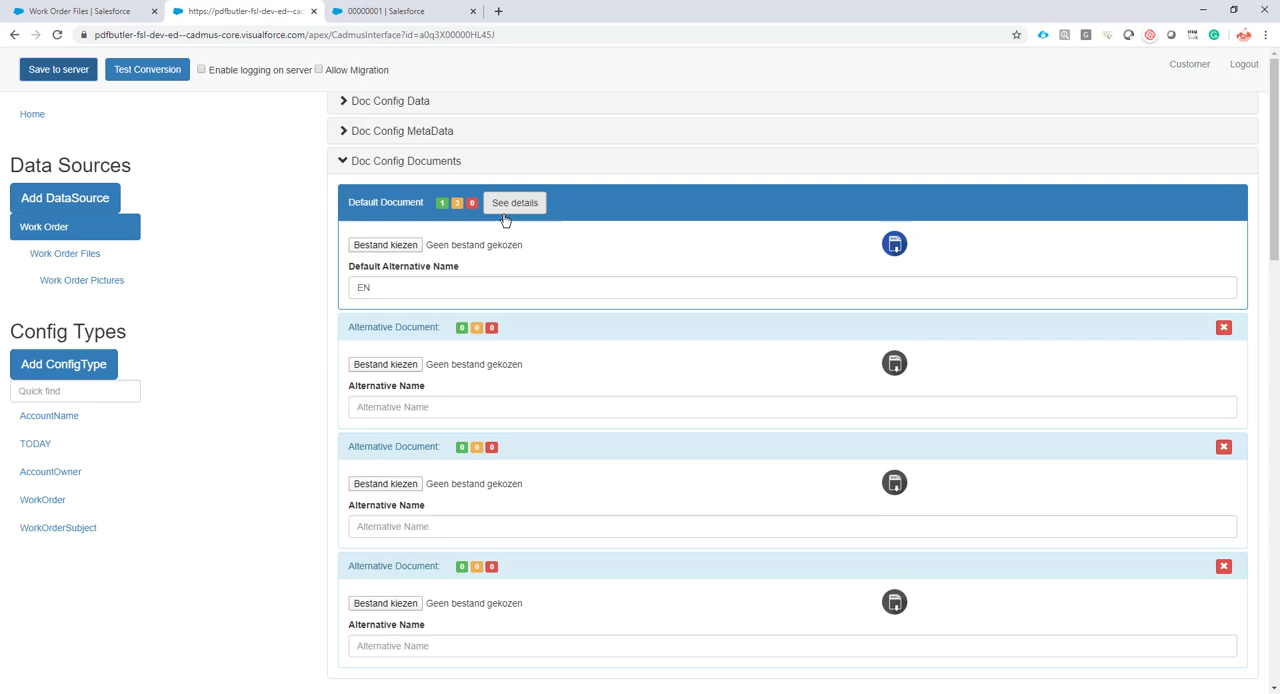 Work Order Files | Salesforce
https://pdfbutler-fsl-dev-ed--cad
00000001 | Salesforce
pdfbutler-fsl-dev-ed--cadmus-core.visualforce.com/apex/CadmusInterface?id=a0q3X00000HL45J
Save to server
Test Conversion
Enable logging on server
Allow Migration
Customer
Logout
Home
Doc Config Data
Doc Config MetaData
Doc Config Documents
Data Sources
Add DataSource
Work Order
Work Order Files
Work Order Pictures
Config Types
Add ConfigType
Quick find
AccountName
TODAY
AccountOwner
WorkOrder
WorkOrderSubject
Default Document 1 3 0 See details
Bestand kiezen Geen bestand gekozen
Default Alternative Name
EN
Alternative Document: 0 0 0
Bestand kiezen Geen bestand gekozen
Alternative Name
Alternative Name
Alternative Document: 0 0 0
Bestand kiezen Geen bestand gekozen
Alternative Name
Alternative Name
Alternative Document: 0 0 0
Bestand kiezen Geen bestand gekozen
Alternative Name
Alternative Name